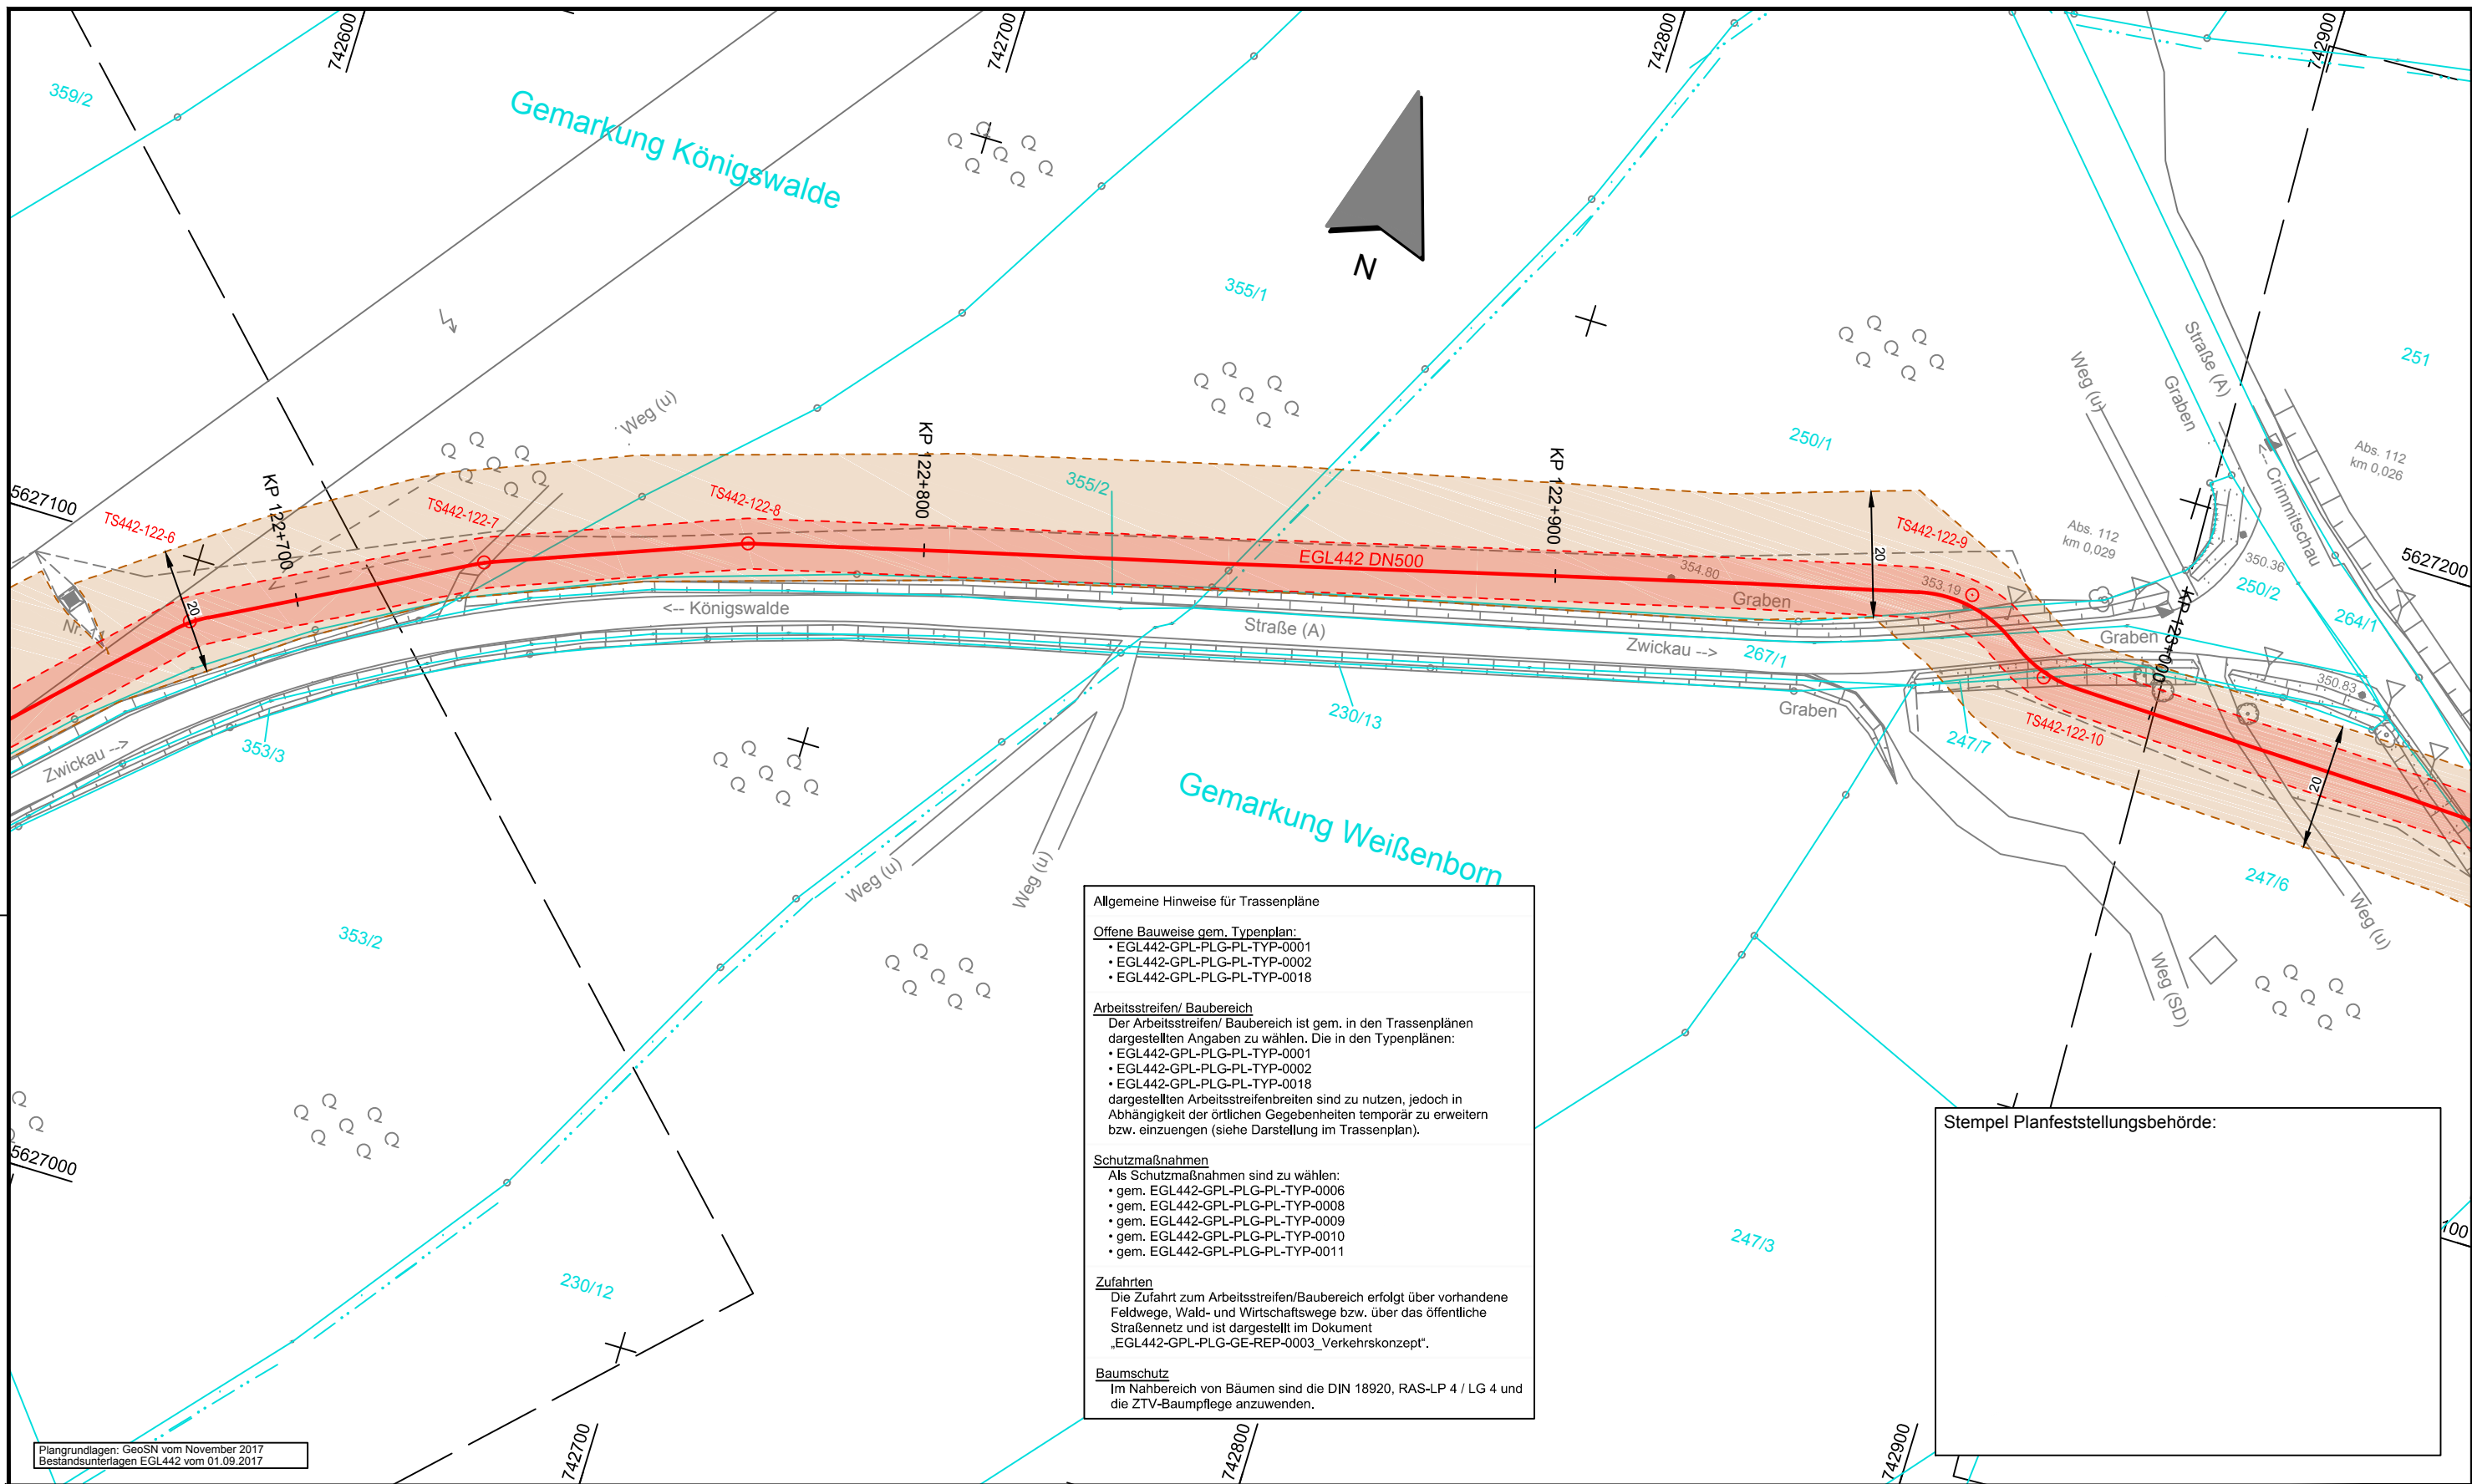 742600
742700
742800
742900
359/2
Gemarkung Königswalde
N
355/1
251
Straße (A)
Weg (u)
Graben
<-- Crimmitschau
Abs. 112
km 0,026
Weg (u)
250/1
KP 122+700
KP 122+800
KP 122+900
5627100
TS442-122-6
TS442-122-7
TS442-122-8
355/2
TS442-122-9
Abs. 112
km 0,029
350.36
5627200
EGL442 DN500
354.80
353.19
20
20
Nr.
<-- Königswalde
Graben
Straße (A)
Zwickau -->
267/1
Graben
KP 123+000
250/2
264/1
350.83
Zwickau -->
353/3
230/13
Graben
247/7
TS442-122-10
20
Gemarkung Weißenborn
Weg (u)
Weg (u)
247/6
Weg (u)
Weg (SD)
353/2
5627000
230/12
247/3
100
Allgemeine Hinweise für Trassenpläne
Offene Bauweise gem. Typenplan:
• EGL442-GPL-PLG-PL-TYP-0001
• EGL442-GPL-PLG-PL-TYP-0002
• EGL442-GPL-PLG-PL-TYP-0018
Arbeitsstreifen/ Baubereich
Der Arbeitsstreifen/ Baubereich ist gem. in den Trassenplänen
dargestellten Angaben zu wählen. Die in den Typenplänen:
• EGL442-GPL-PLG-PL-TYP-0001
• EGL442-GPL-PLG-PL-TYP-0002
• EGL442-GPL-PLG-PL-TYP-0018
dargestellten Arbeitsstreifenbreiten sind zu nutzen, jedoch in
Abhängigkeit der örtlichen Gegebenheiten temporär zu erweitern
bzw. einzuengen (siehe Darstellung im Trassenplan).
Schutzmaßnahmen
Als Schutzmaßnahmen sind zu wählen:
• gem. EGL442-GPL-PLG-PL-TYP-0006
• gem. EGL442-GPL-PLG-PL-TYP-0008
• gem. EGL442-GPL-PLG-PL-TYP-0009
• gem. EGL442-GPL-PLG-PL-TYP-0010
• gem. EGL442-GPL-PLG-PL-TYP-0011
Zufahrten
Die Zufahrt zum Arbeitsstreifen/Baubereich erfolgt über vorhandene
Feldwege, Wald- und Wirtschaftswege bzw. über das öffentliche
Straßennetz und ist dargestellt im Dokument
„EGL442-GPL-PLG-GE-REP-0003_Verkehrskonzept“.
Baumschutz
Im Nahbereich von Bäumen sind die DIN 18920, RAS-LP 4 / LG 4 und
die ZTV-Baumpflege anzuwenden.
Stempel Planfeststellungsbehörde:
742700
742800
742900
Plangrundlagen: GeoSN vom November 2017
Bestandsunterlagen EGL442 vom 01.09.2017